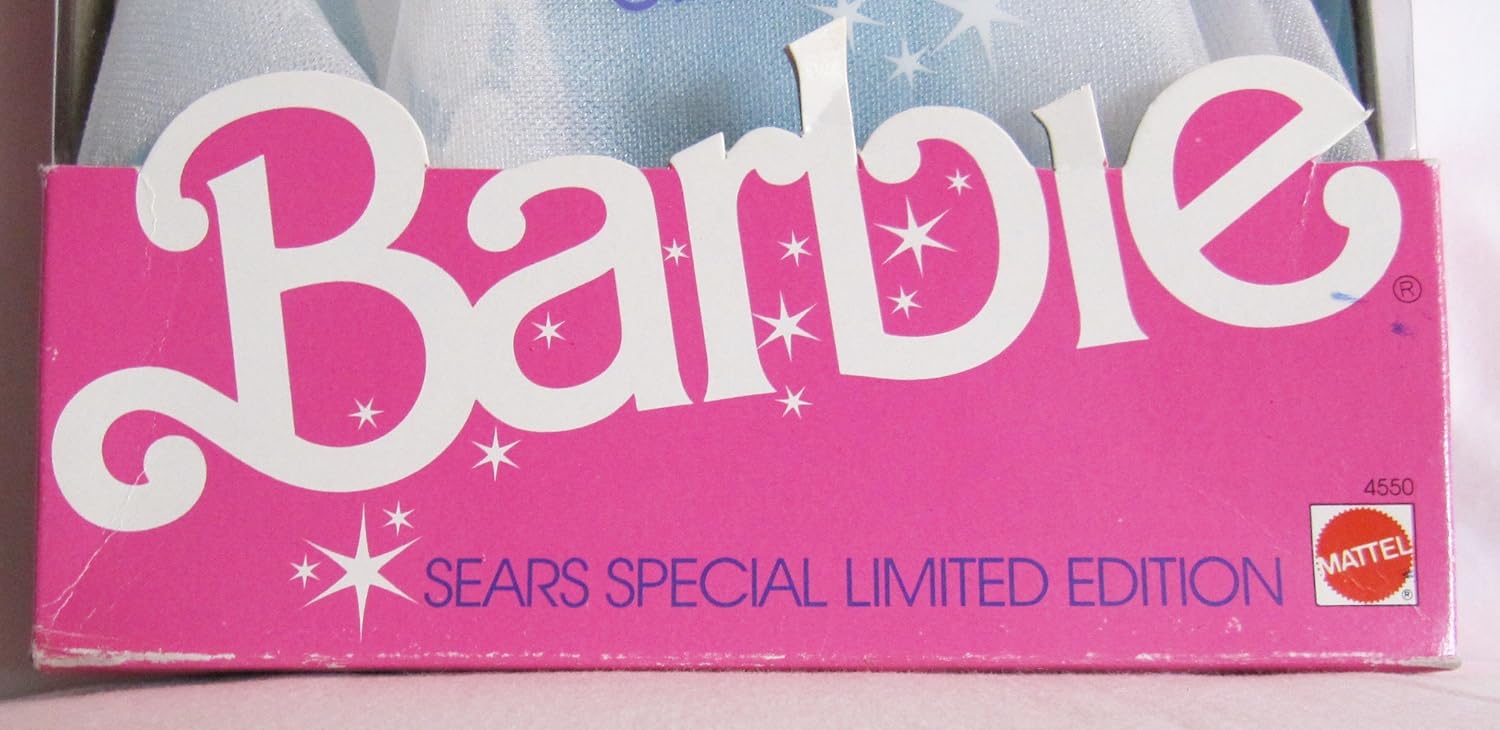 Barbie
®
4550
MATTEL
®
SEARS SPECIAL LIMITED EDITION